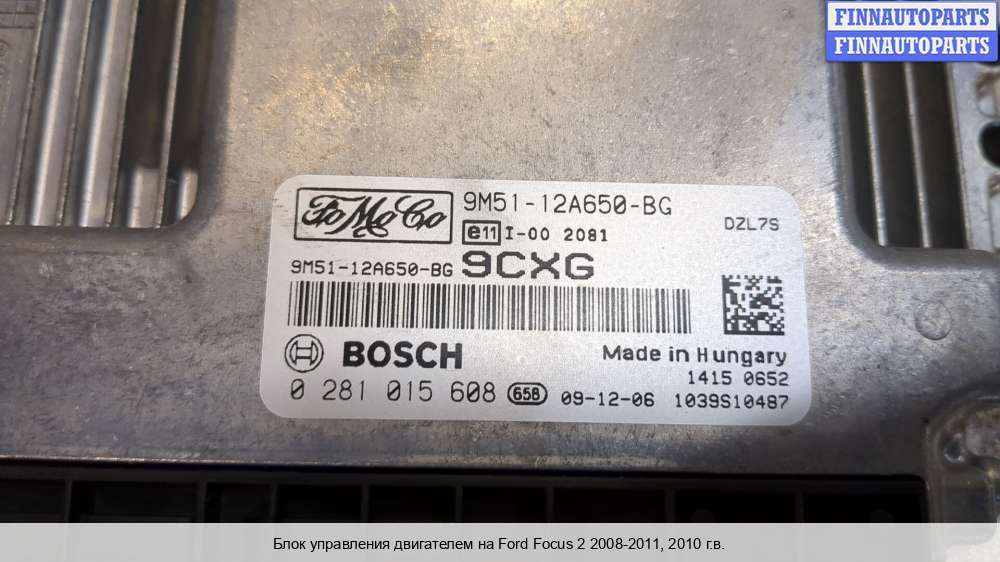 FINNAUTOPARTS
FINNAUTOPARTS
FoMoCo
9M51-12A650-BG
DZL7S
e11 I-00 2081
9M51-12A650-BG 9CXG
BOSCH
Made in Hungary
1415 0652
0 281 015 608 65B 09-12-06 1039S10487
Блок управления двигателем на Ford Focus 2 2008-2011, 2010 г.в.